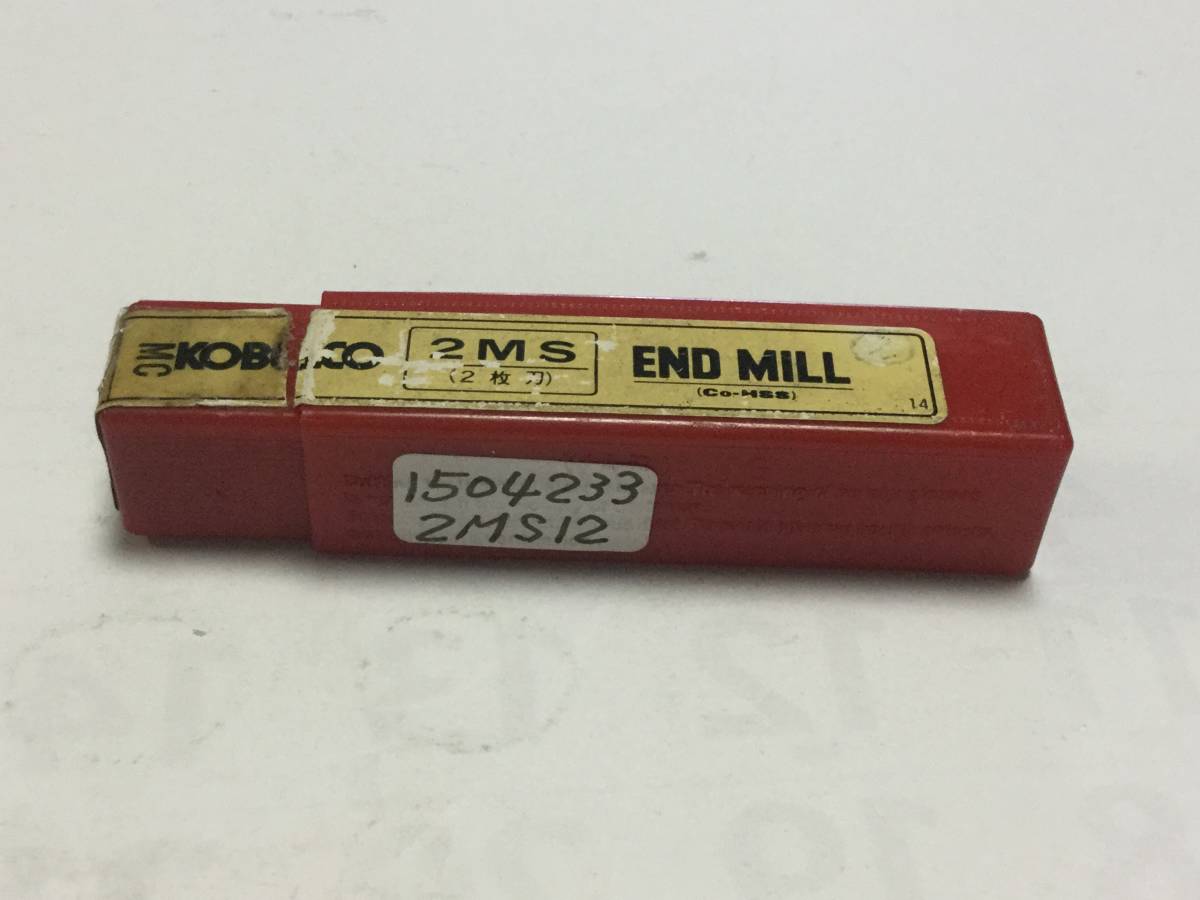 MC
KOBELCO
2MS
(2枚刃)
END MILL
(Co-HSS)
14
1504233
2MS12